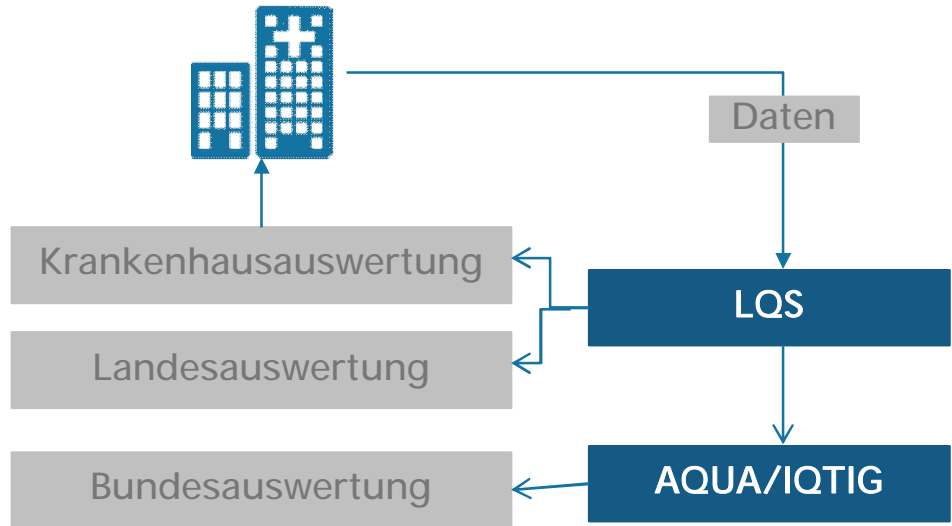 Daten
Krankenhausauswertung
LQS
Landesauswertung
Bundesauswertung
AQUA/IQTIG